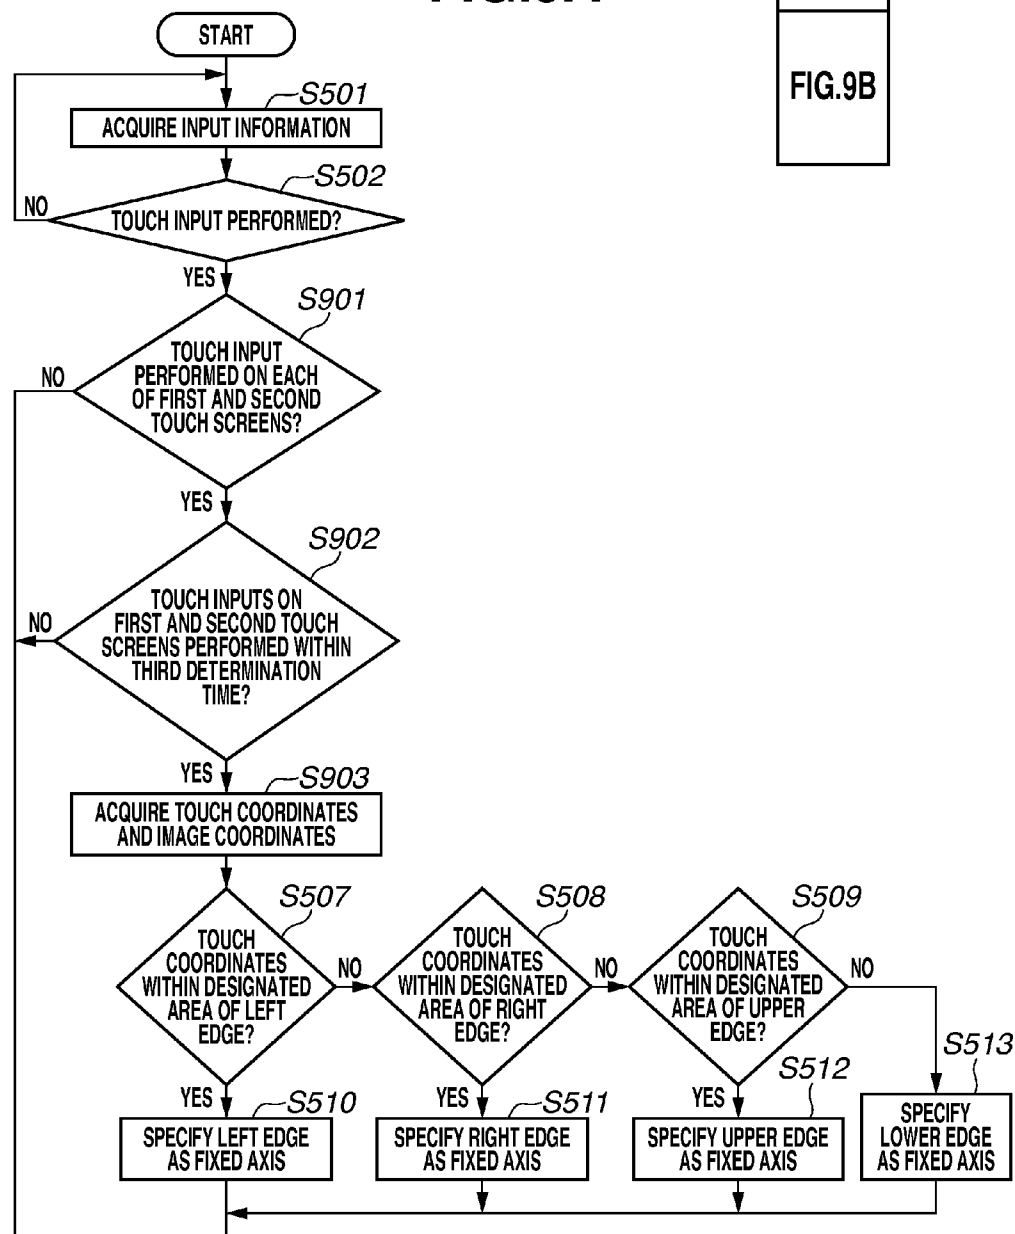 FIG.9A
FIG.9B
START
S501
ACQUIRE INPUT INFORMATION
S502
NO
TOUCH INPUT PERFORMED?
YES
S901
NO
TOUCH INPUT
PERFORMED ON EACH
OF FIRST AND SECOND
TOUCH SCREENS?
YES
S902
NO
TOUCH INPUTS ON
FIRST AND SECOND TOUCH
SCREENS PERFORMED WITHIN
THIRD DETERMINATION
TIME?
YES
S903
ACQUIRE TOUCH COORDINATES
AND IMAGE COORDINATES
S507
TOUCH
COORDINATES
WITHIN DESIGNATED
AREA OF LEFT
EDGE?
NO
YES
S510
SPECIFY LEFT EDGE
AS FIXED AXIS
S508
TOUCH
COORDINATES
WITHIN DESIGNATED
AREA OF RIGHT
EDGE?
NO
YES
S511
SPECIFY RIGHT EDGE
AS FIXED AXIS
S509
TOUCH
COORDINATES
WITHIN DESIGNATED
AREA OF UPPER
EDGE?
NO
YES
S512
SPECIFY UPPER EDGE
AS FIXED AXIS
S513
SPECIFY
LOWER EDGE
AS FIXED AXIS